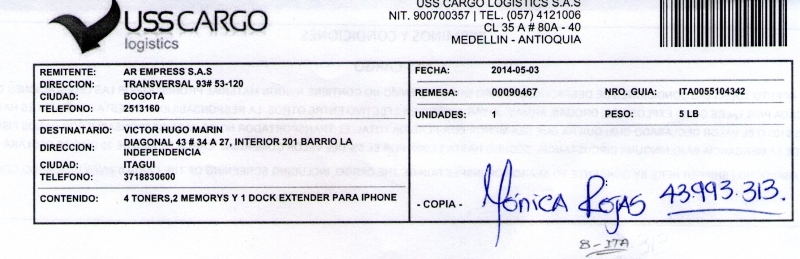 USS CARGO LOGISTICS S.A.S
USSCARGO
logistics
NIT. 900700357 | TEL. (057) 4121006
CL 35 A # 80A - 40
MEDELLIN - ANTIOQUIA
REMITENTE: AR EMPRESS S.A.S
DIRECCION: TRANSVERSAL 93# 53-120
CIUDAD: BOGOTA
TELEFONO: 2513160
FECHA: 2014-05-03
REMESA: 00090467 NRO. GUIA: ITA0055104342
UNIDADES: 1 PESO: 5 LB
DESTINATARIO: VICTOR HUGO MARIN
DIRECCION: DIAGONAL 43 # 34 A 27, INTERIOR 201 BARRIO LA
INDEPENDENCIA
CIUDAD: ITAGUI
TELEFONO: 3718830600
CONTENIDO: 4 TONERS,2 MEMORYS Y 1 DOCK EXTENDER PARA IPHONE
- COPIA - Mónica Rojas 43.993.313.
B-ITA